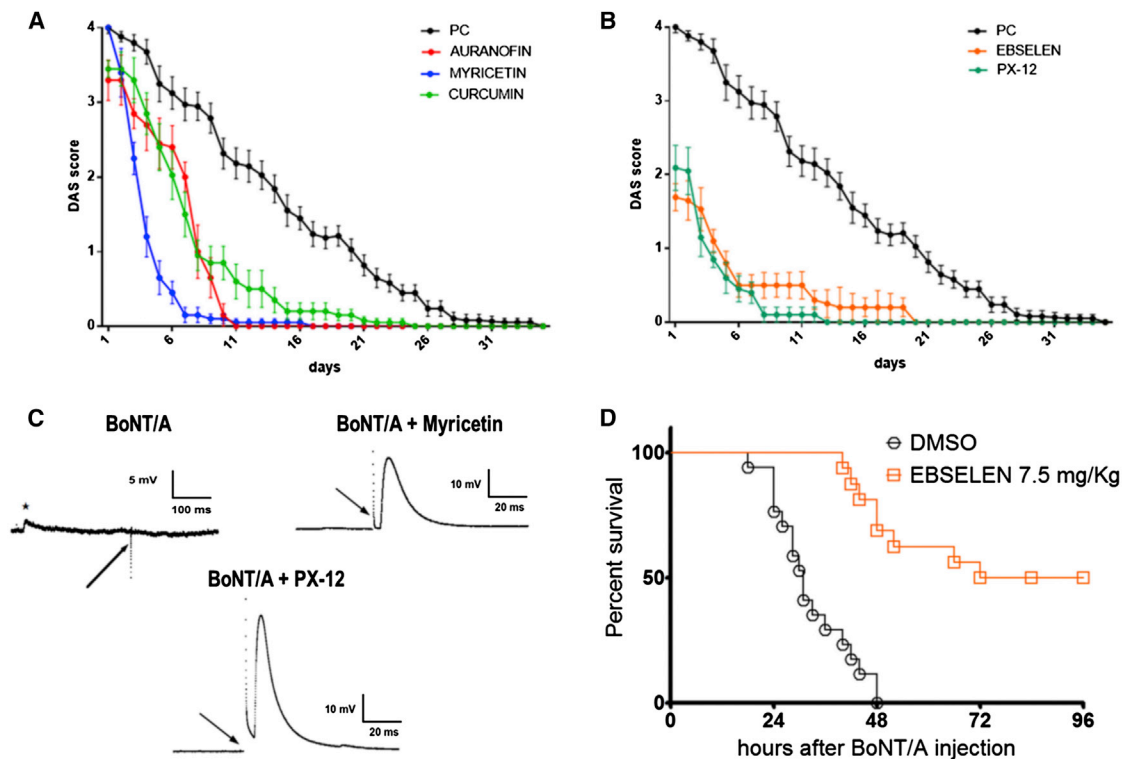 A
PC
AURANOFIN
MYRICETIN
CURCUMIN
DAS score
4
3
2
1
0
1 6 11 16 21 26 31
days
B
PC
EBSELEN
PX-12
DAS score
4
3
2
1
0
1 6 11 16 21 26 31
days
C
BoNT/A
5 mV
100 ms
*
BoNT/A + Myricetin
10 mV
20 ms
BoNT/A + PX-12
10 mV
20 ms
D
DMSO
EBSELEN 7.5 mg/Kg
Percent survival
100
50
0
0 24 48 72 96
hours after BoNT/A injection